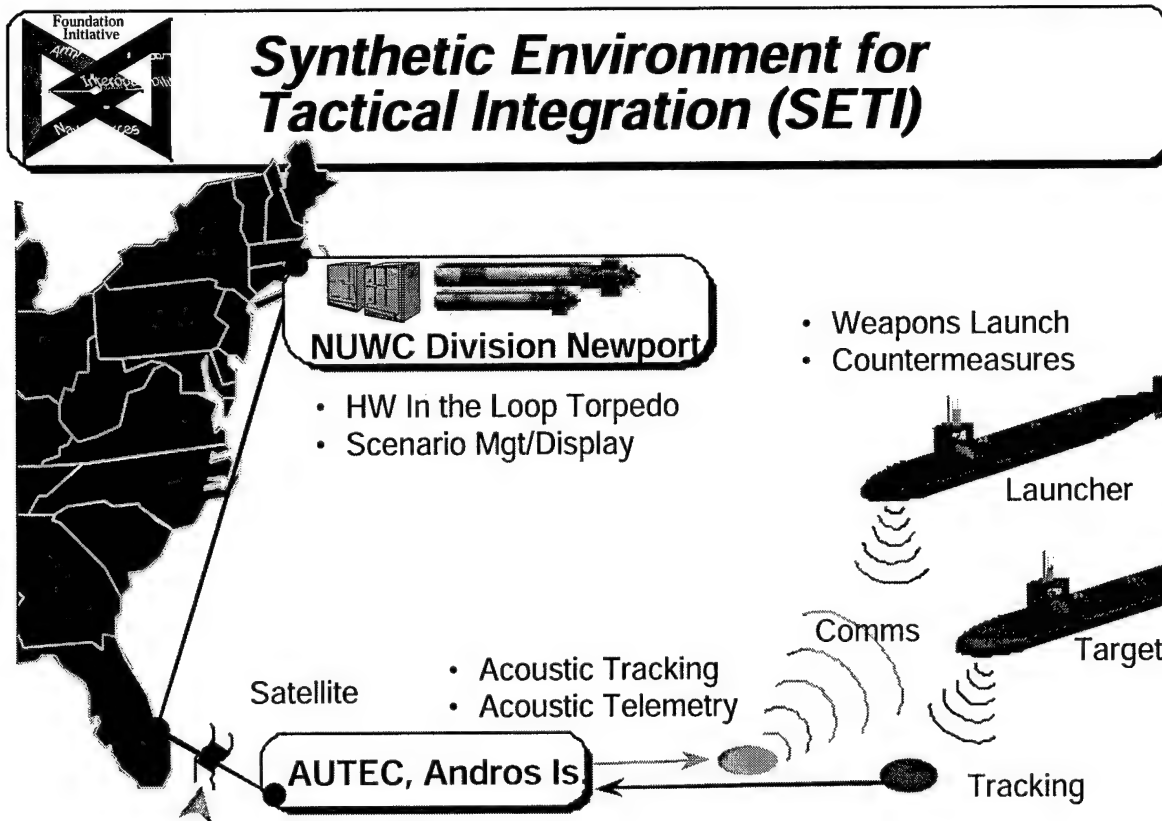 Foundation
Initiative
Synthetic Environment for
Tactical Integration (SETI)
NUWC Division Newport
• HW In the Loop Torpedo
• Scenario Mgt/Display
• Weapons Launch
• Countermeasures
Launcher
Comms
Target
• Acoustic Tracking
• Acoustic Telemetry
Satellite
AUTEC, Andros Is.
Tracking